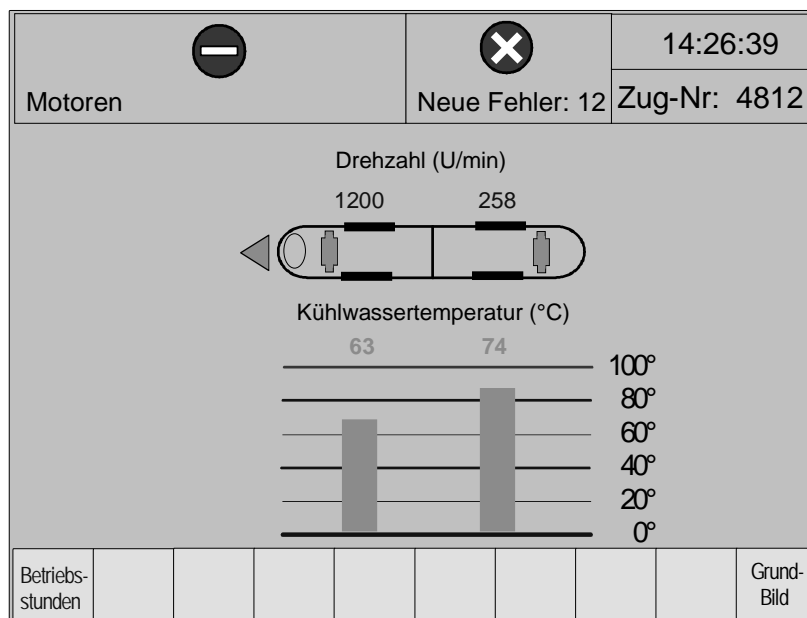 Motoren
Neue Fehler: 12
14:26:39
Zug-Nr: 4812
Drehzahl (U/min)
1200 258
Kühlwassertemperatur (°C)
63 74
100°
80°
60°
40°
20°
0°
Betriebs-
stunden
Grund-
Bild